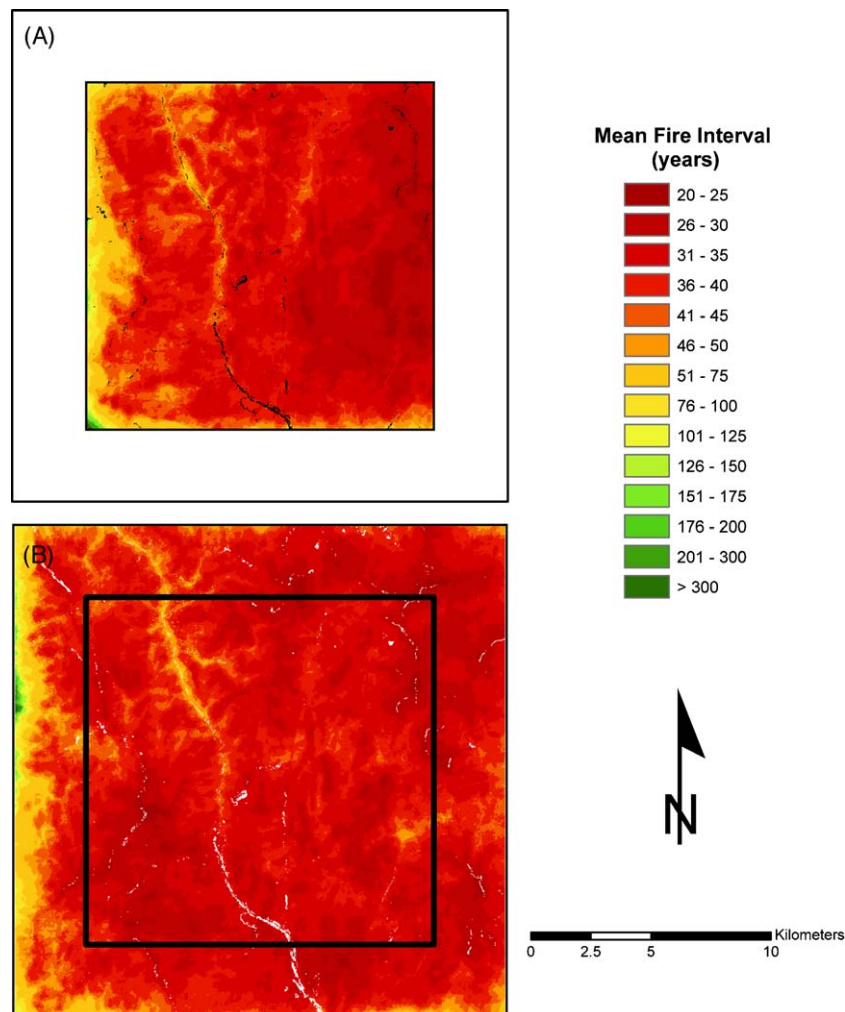 (A)
Mean Fire Interval
(years)
20 - 25
26 - 30
31 - 35
36 - 40
41 - 45
46 - 50
51 - 75
76 - 100
101 - 125
126 - 150
151 - 175
176 - 200
201 - 300
> 300
(B)
N
Kilometers
0 2.5 5 10